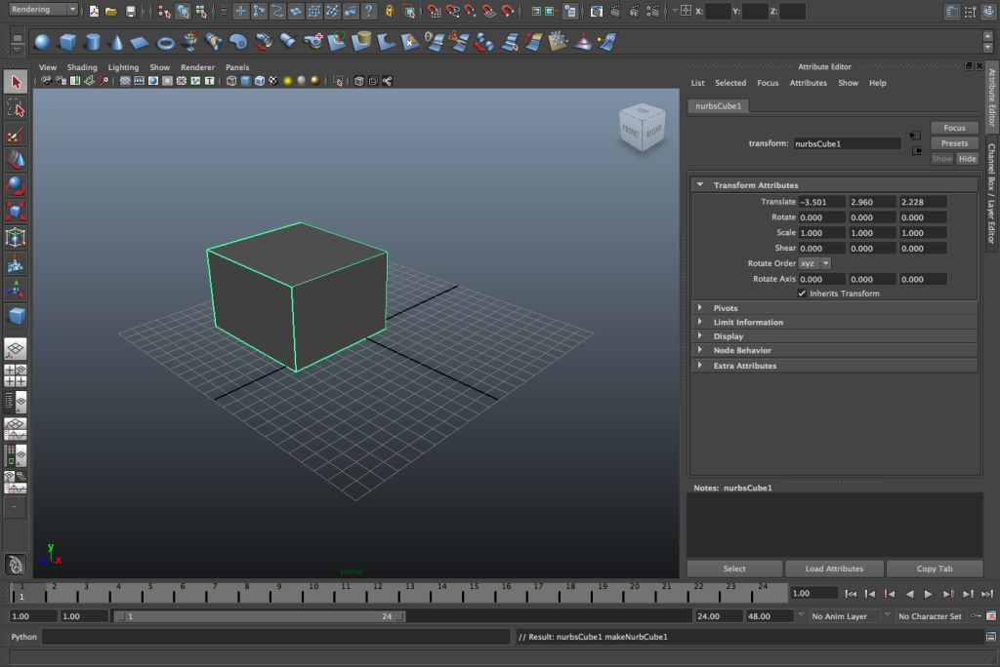 Rendering X: Y: Z:
View Shading Lighting Show Renderer Panels
Attribute Editor
List Selected Focus Attributes Show Help
nurbsCube1
Focus
transform: nurbsCube1
Presets
Show Hide
Transform Attributes
Translate -3.501 2.960 2.228
Rotate 0.000 0.000 0.000
Scale 1.000 1.000 1.000
Shear 0.000 0.000 0.000
Rotate Order xyz
Rotate Axis 0.000 0.000 0.000
Inherits Transform
Pivots
Limit Information
Display
Node Behavior
Extra Attributes
Notes: nurbsCube1
Select Load Attributes Copy Tab
Attribute Editor
Channel Box / Layer Editor
TOP
FRONT RIGHT
y
x
persp
1 2 3 4 5 6 7 8 9 10 11 12 13 14 15 16 17 18 19 20 21 22 23 24
1 1.00
1.00 1.00 1 24 24.00 48.00 No Anim Layer No Character Set
Python // Result: nurbsCube1 makeNurbCube1